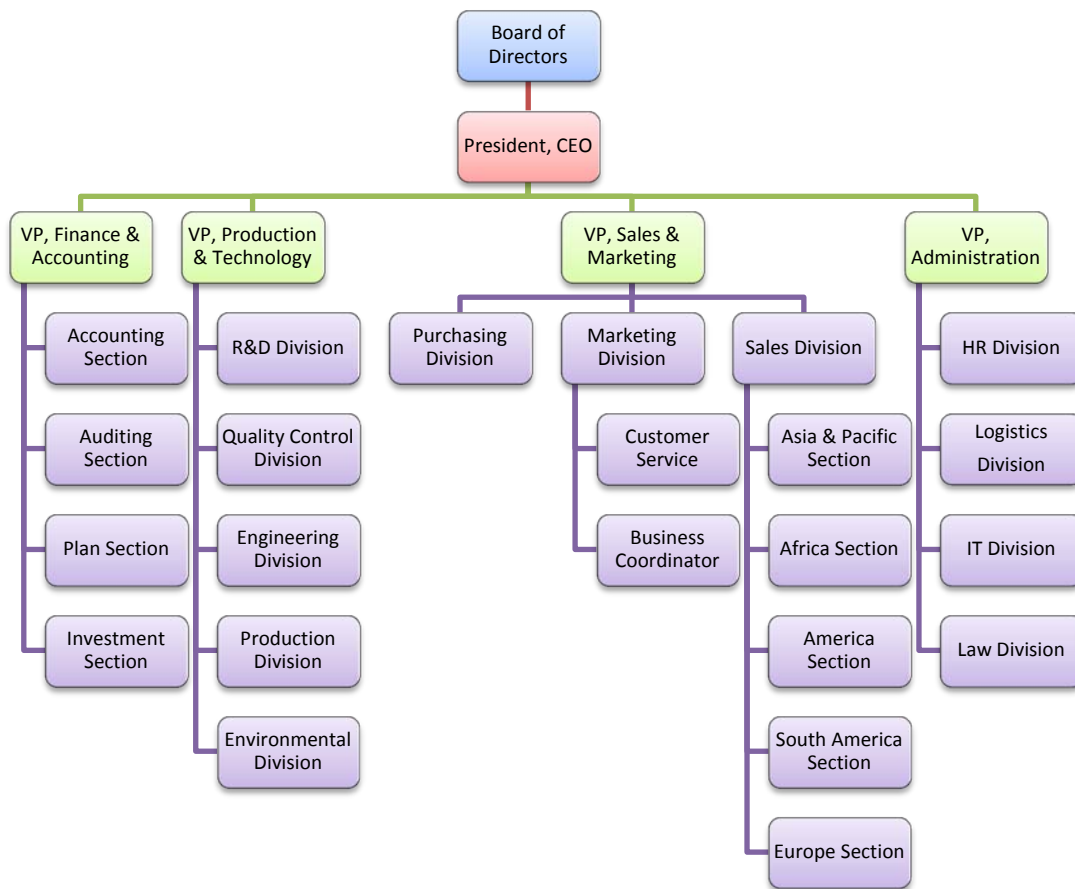 Board of
Directors
President, CEO
VP, Finance &
Accounting
VP, Production
& Technology
VP, Sales &
Marketing
VP,
Administration
Accounting
Section
R&D Division
Purchasing
Division
Marketing
Division
Sales Division
HR Division
Auditing
Section
Quality Control
Division
Customer
Service
Asia & Pacific
Section
Logistics
Division
Plan Section
Engineering
Division
Business
Coordinator
Africa Section
IT Division
Investment
Section
Production
Division
America
Section
Law Division
Environmental
Division
South America
Section
Europe Section